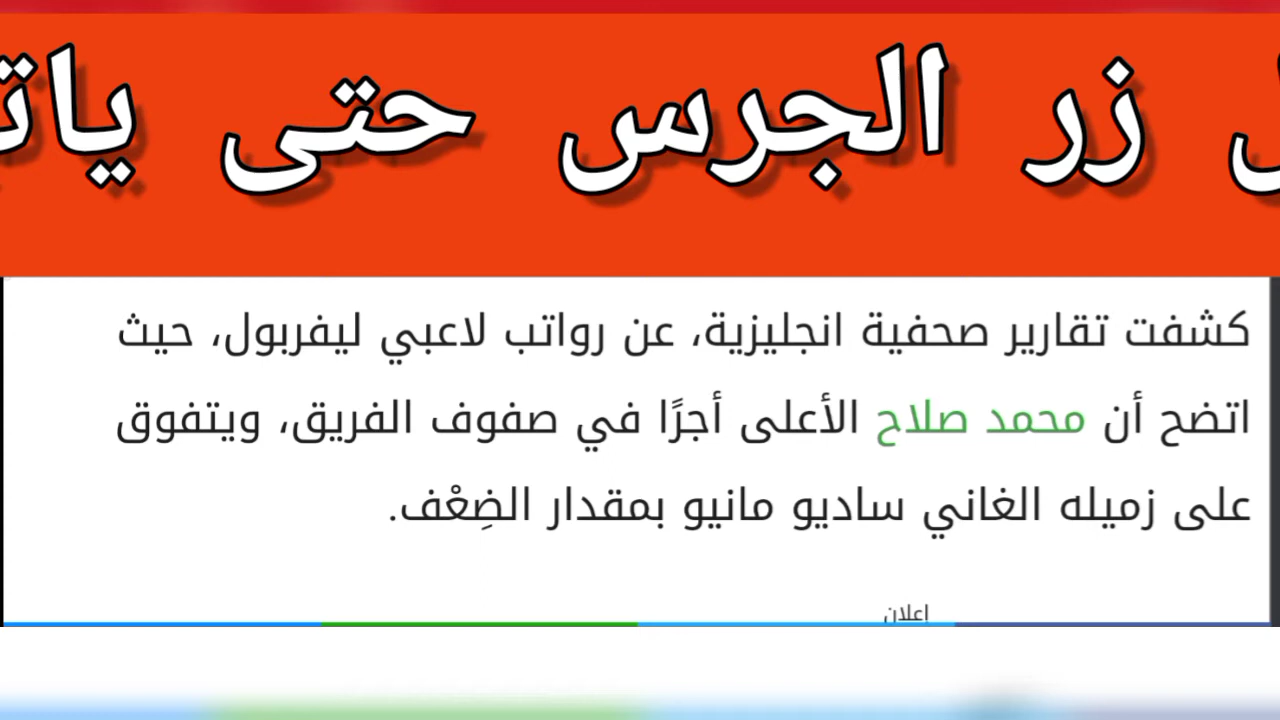 زر الجرس حتى
كشفت تقارير صحفية انجليزية، عن رواتب لاعبي ليفربول، حيث
اتضح أن محمد صلاح الأعلى أجرًا في صفوف الفريق، ويتفوق
على زميله الغاني ساديو مانيو بمقدار الضِعْف.
إعلان